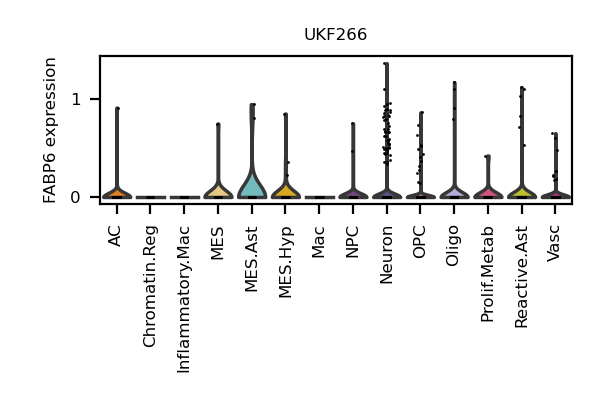 UKF266
FABP6 expression
1
0
AC
Chromatin.Reg
Inflammatory.Mac
MES
MES.Ast
MES.Hyp
Mac
NPC
Neuron
OPC
Oligo
Prolif.Metab
Reactive.Ast
Vasc